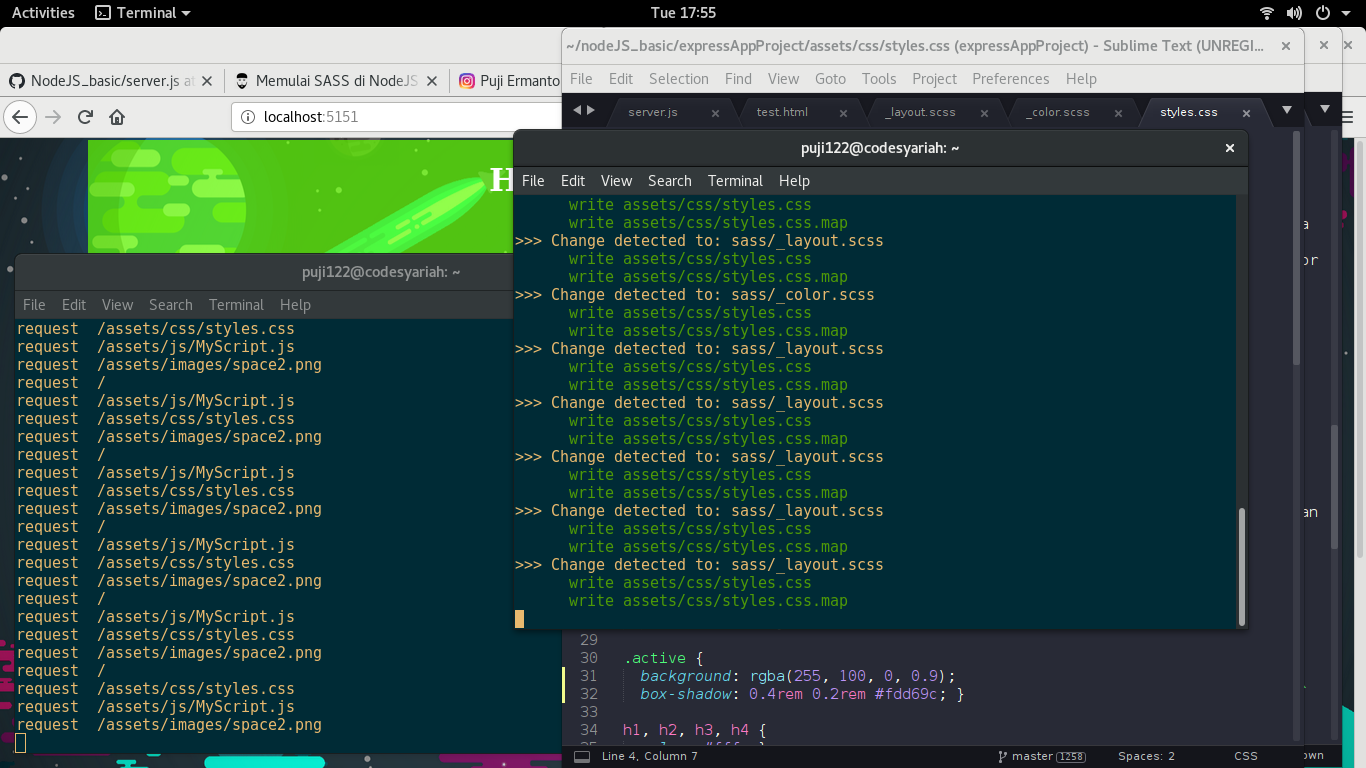 Activities Terminal Tue 17:55
~/nodeJS_basic/expressAppProject/assets/css/styles.css (expressAppProject) - Sublime Text (UNREGI...
File Edit Selection Find View Goto Tools Project Preferences Help
NodeJS_basic/server.js at Memulai SASS di NodeJS Puji Ermanto
localhost:5151
server.js test.html _layout.scss _color.scss styles.css
H
puji122@codesyariah: ~
File Edit View Search Terminal Help
write assets/css/styles.css
write assets/css/styles.css.map
>>> Change detected to: sass/_layout.scss
write assets/css/styles.css
write assets/css/styles.css.map
>>> Change detected to: sass/_color.scss
write assets/css/styles.css
write assets/css/styles.css.map
>>> Change detected to: sass/_layout.scss
write assets/css/styles.css
write assets/css/styles.css.map
>>> Change detected to: sass/_layout.scss
write assets/css/styles.css
write assets/css/styles.css.map
>>> Change detected to: sass/_layout.scss
write assets/css/styles.css
write assets/css/styles.css.map
>>> Change detected to: sass/_layout.scss
write assets/css/styles.css
write assets/css/styles.css.map
>>> Change detected to: sass/_layout.scss
write assets/css/styles.css
write assets/css/styles.css.map
puji122@codesyariah: ~
File Edit View Search Terminal Help
request /assets/css/styles.css
request /assets/js/MyScript.js
request /assets/images/space2.png
request /
request /assets/js/MyScript.js
request /assets/css/styles.css
request /assets/images/space2.png
request /
request /assets/js/MyScript.js
request /assets/css/styles.css
request /assets/images/space2.png
request /
request /assets/js/MyScript.js
request /assets/css/styles.css
request /assets/images/space2.png
request /
request /assets/js/MyScript.js
request /assets/css/styles.css
request /assets/images/space2.png
request /
request /assets/css/styles.css
request /assets/js/MyScript.js
request /assets/images/space2.png
a
or
an
29
30 .active {
31 background: rgba(255, 100, 0, 0.9);
32 box-shadow: 0.4rem 0.2rem #fdd69c; }
33
34 h1, h2, h3, h4 {
Line 4, Column 7 master 1258 Spaces: 2 CSS own